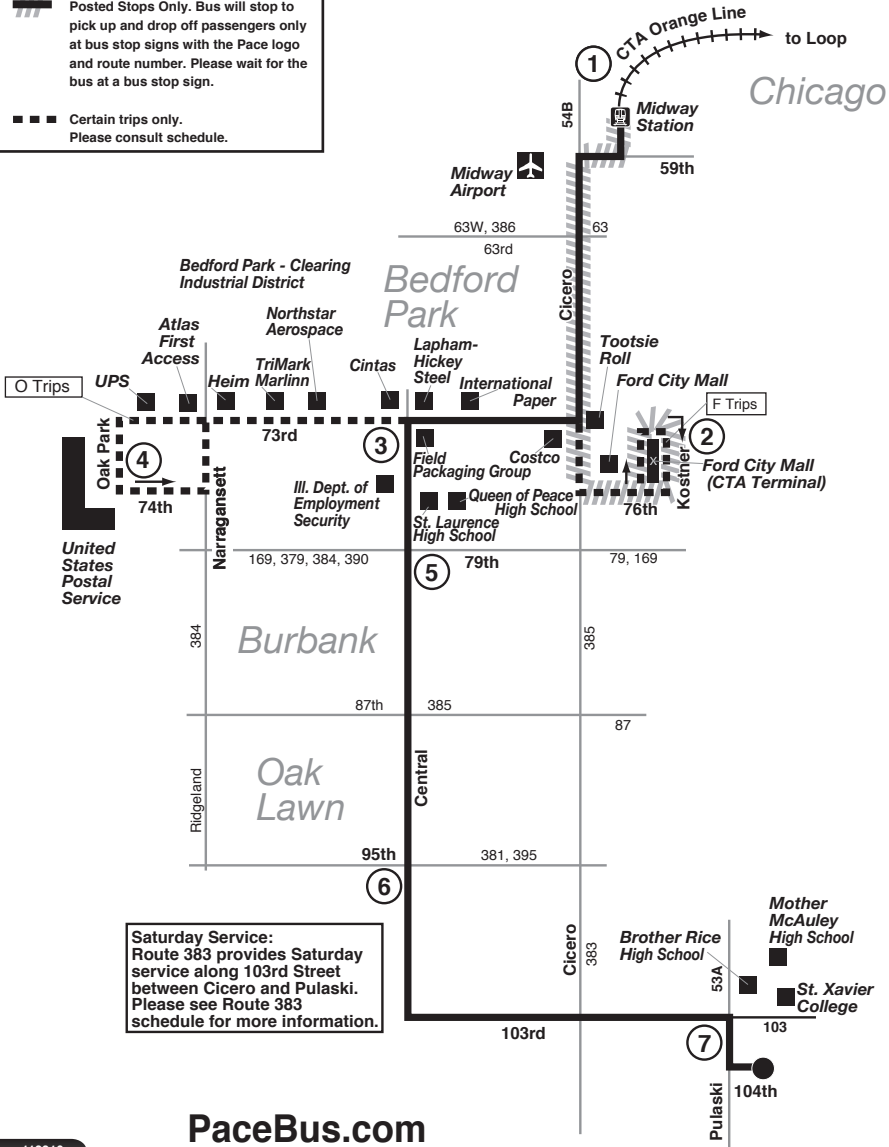 Posted Stops Only. Bus will stop to
pick up and drop off passengers only
at bus stop signs with the Pace logo
and route number. Please wait for the
bus at a bus stop sign.
Certain trips only.
Please consult schedule.
CTA Orange Line
to Loop
1
Chicago
54B
Midway
Station
59th
Midway
Airport
63W, 386
63
63rd
Bedford Park - Clearing
Industrial District
Bedford
Park
Cicero
Atlas
First
Access
Northstar
Aerospace
Lapham-
Hickey
Steel
Tootsie
Roll
O Trips
UPS
Heim
TriMark
Marlinn
Cintas
International
Paper
Ford City Mall
F Trips
73rd
3
2
Oak Park
4
Field
Packaging Group
Costco
X
Kostner
Ford City Mall
(CTA Terminal)
74th
Narragansett
Ill. Dept. of
Employment
Security
Queen of Peace
High School
St. Laurence
High School
76th
United
States
Postal
Service
169, 379, 384, 390
5
79th
79, 169
384
Burbank
385
87th
385
87
Ridgeland
Oak
Lawn
Central
95th
381, 395
6
Saturday Service:
Route 383 provides Saturday
service along 103rd Street
between Cicero and Pulaski.
Please see Route 383
schedule for more information.
Cicero
383
Brother Rice
High School
53A
Mother
McAuley
High School
St. Xavier
College
103rd
103
7
104th
Pulaski
PaceBus.com